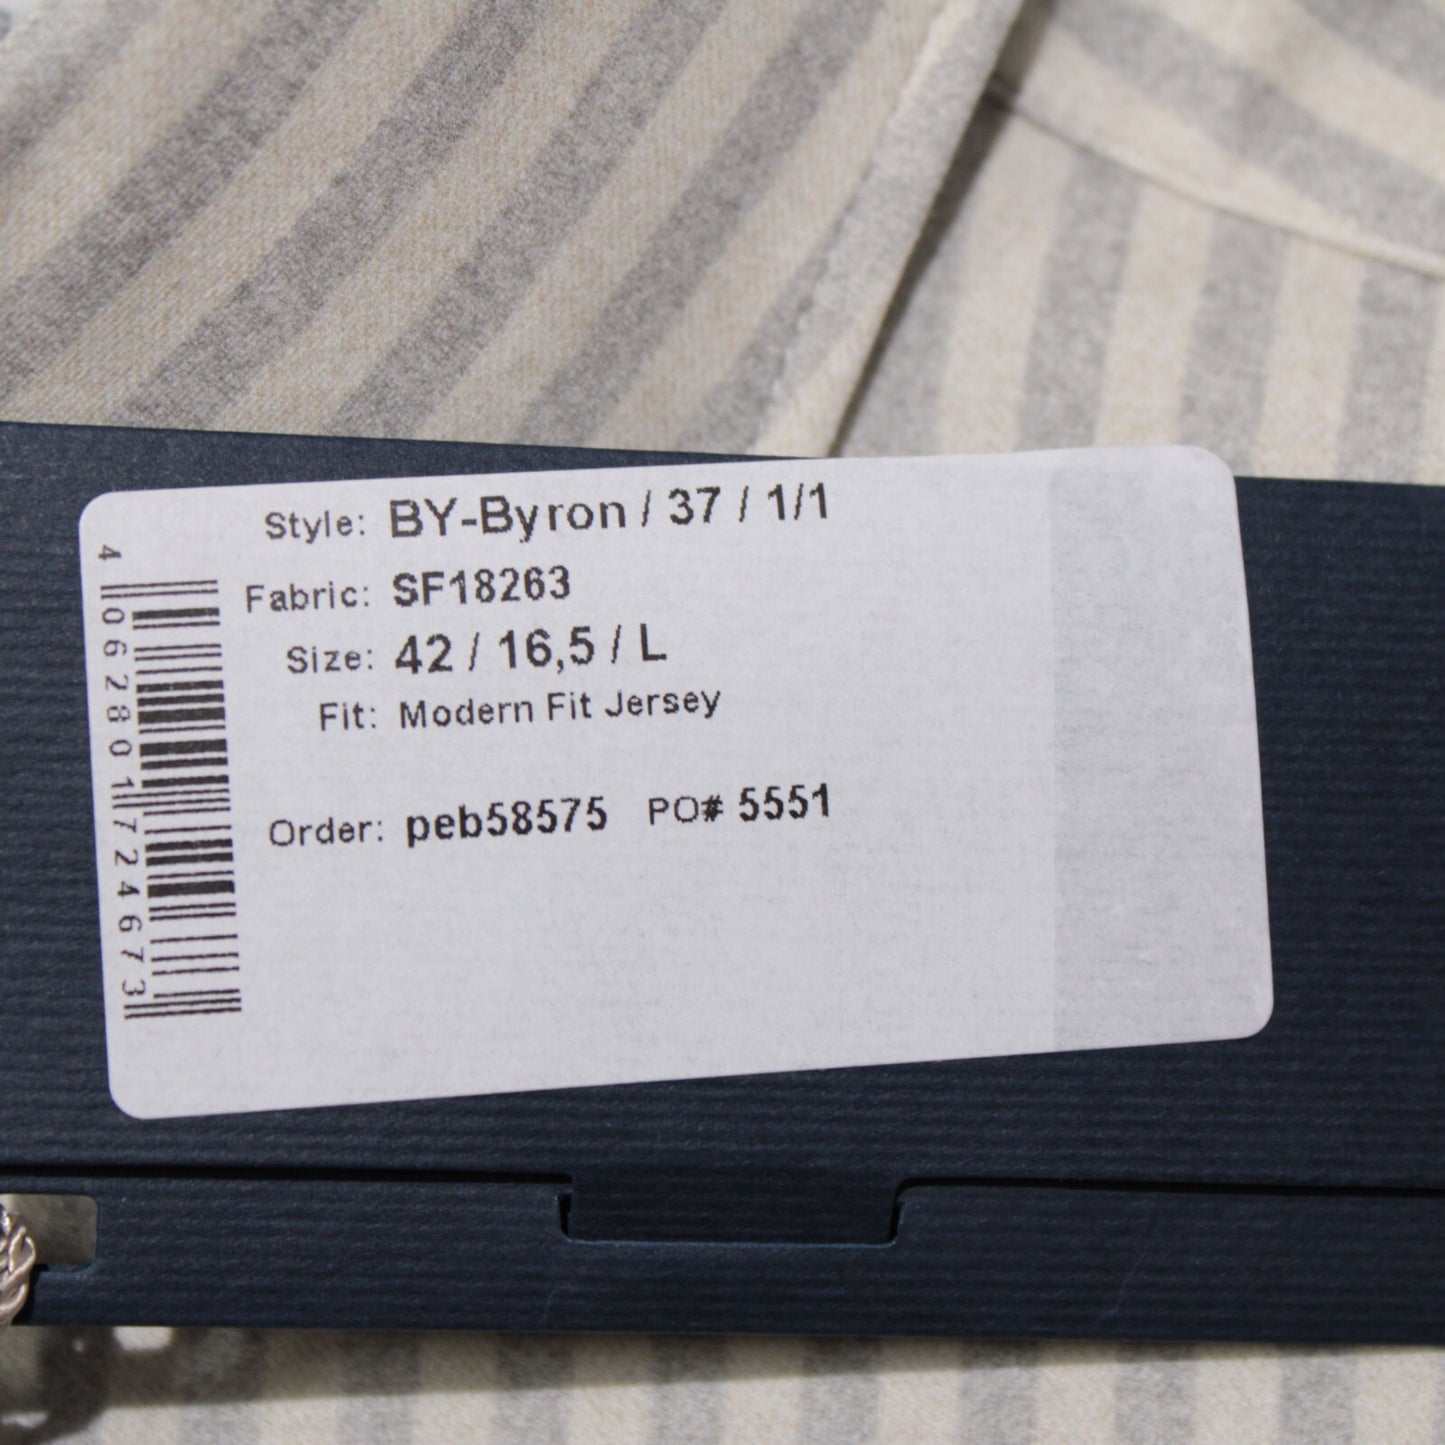 Style: BY-Byron / 37 / 1/1
Fabric: SF18263
Size: 42 / 16,5 / L
Fit: Modern Fit Jersey
Order: peb58575 PO# 5551
4 062801 724673